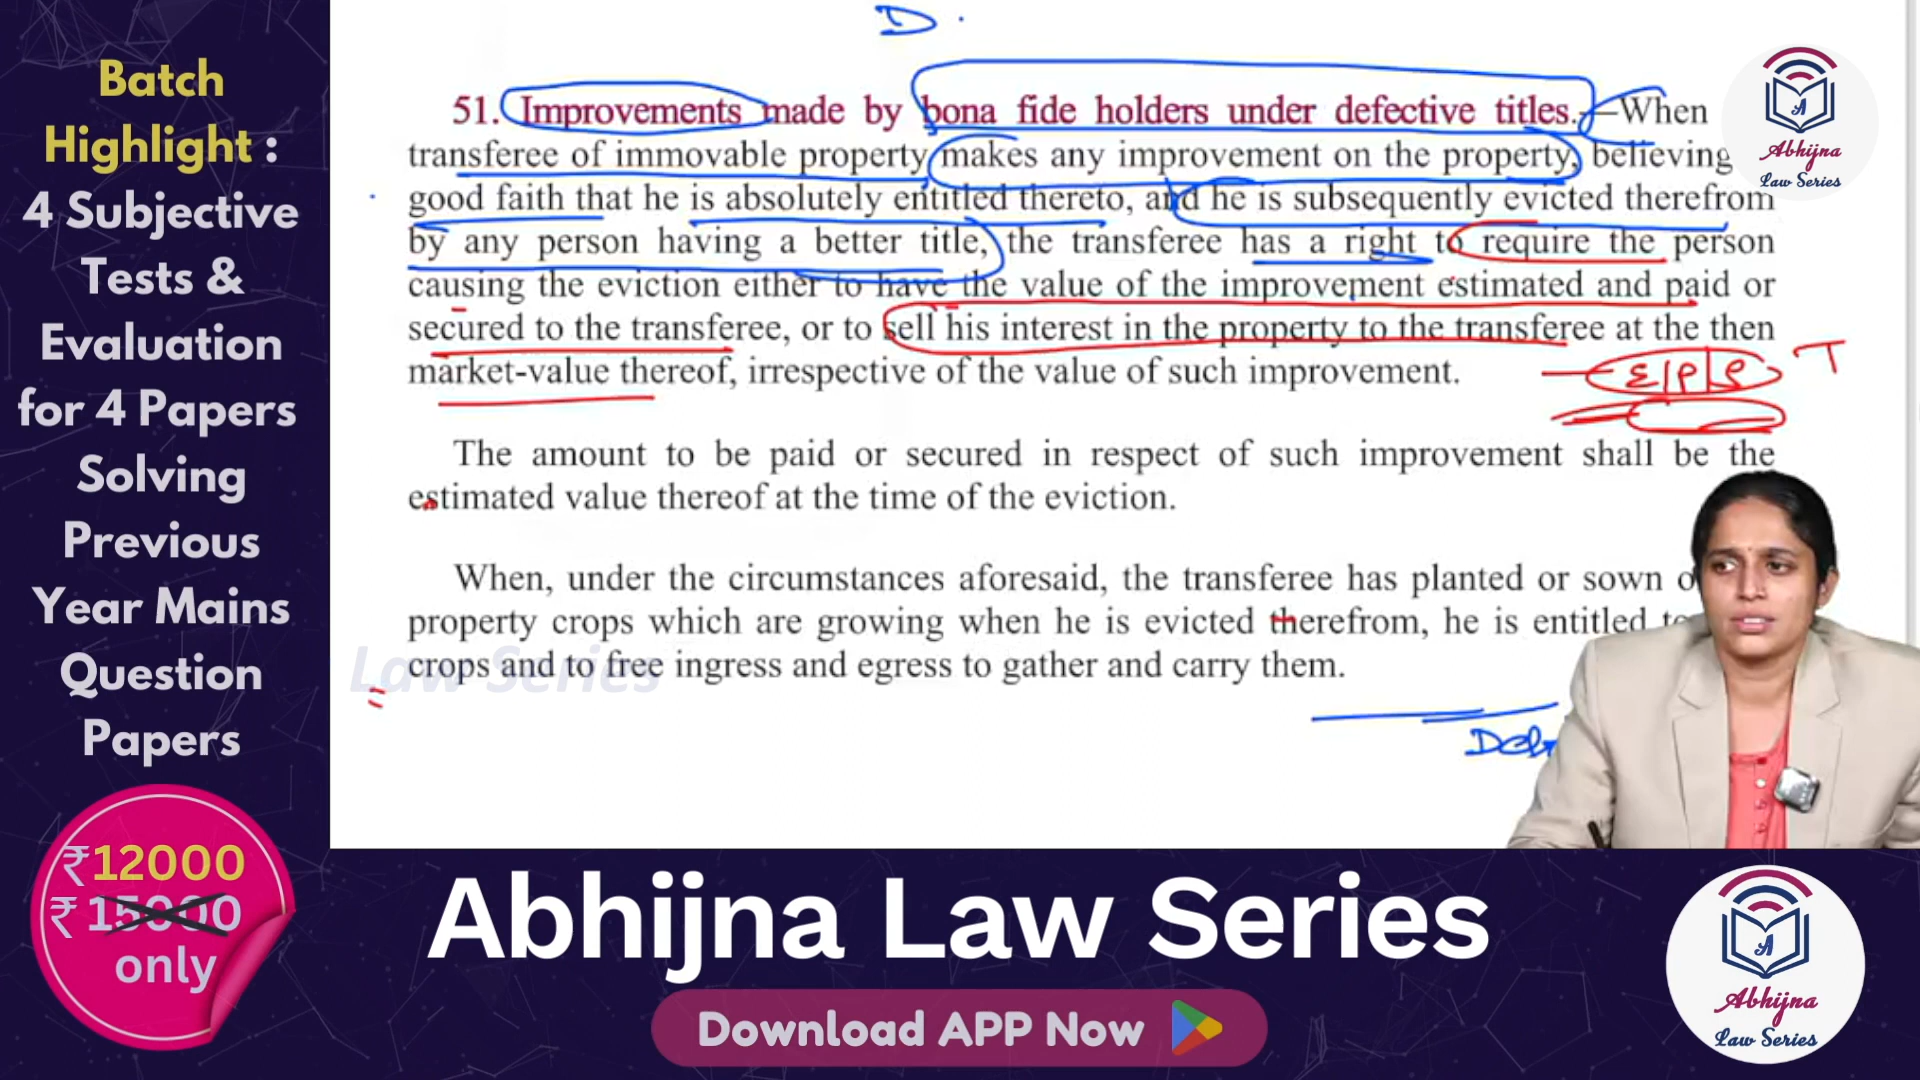 Batch
Highlight :
4 Subjective
Tests &
Evaluation
for 4 Papers
Solving
Previous
Year Mains
Question
Papers
₹12000
₹15000
only
D.
51. Improvements made by bona fide holders under defective titles.—When
transferee of immovable property makes any improvement on the property, believing
good faith that he is absolutely entitled thereto, and he is subsequently evicted therefrom
by any person having a better title, the transferee has a right to require the person
causing the eviction either to have the value of the improvement estimated and paid or
secured to the transferee, or to sell his interest in the property to the transferee at the then
market-value thereof, irrespective of the value of such improvement.
E|P|S T
The amount to be paid or secured in respect of such improvement shall be the
estimated value thereof at the time of the eviction.
When, under the circumstances aforesaid, the transferee has planted or sown
property crops which are growing when he is evicted therefrom, he is entitled
crops and to free ingress and egress to gather and carry them.
Law Series
Abhijna
Law Series
Abhijna Law Series
Download APP Now
Abhijna
Law Series